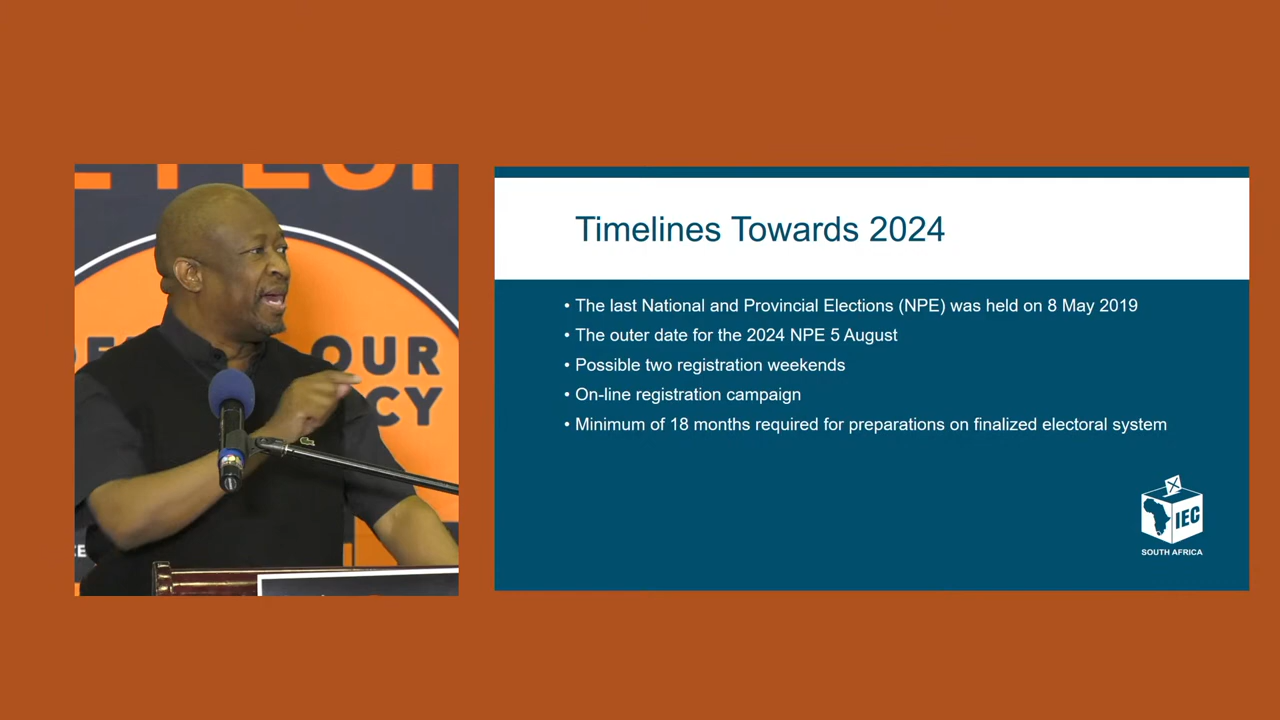 OUR
CY
Timelines Towards 2024
• The last National and Provincial Elections (NPE) was held on 8 May 2019
• The outer date for the 2024 NPE 5 August
• Possible two registration weekends
• On-line registration campaign
• Minimum of 18 months required for preparations on finalized electoral system
IEC
SOUTH AFRICA